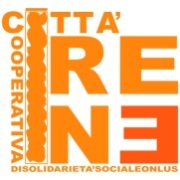 CITTA'
COOPERATIVA
IRENE
DISOLIDARIETA'SOCIALEONLUS